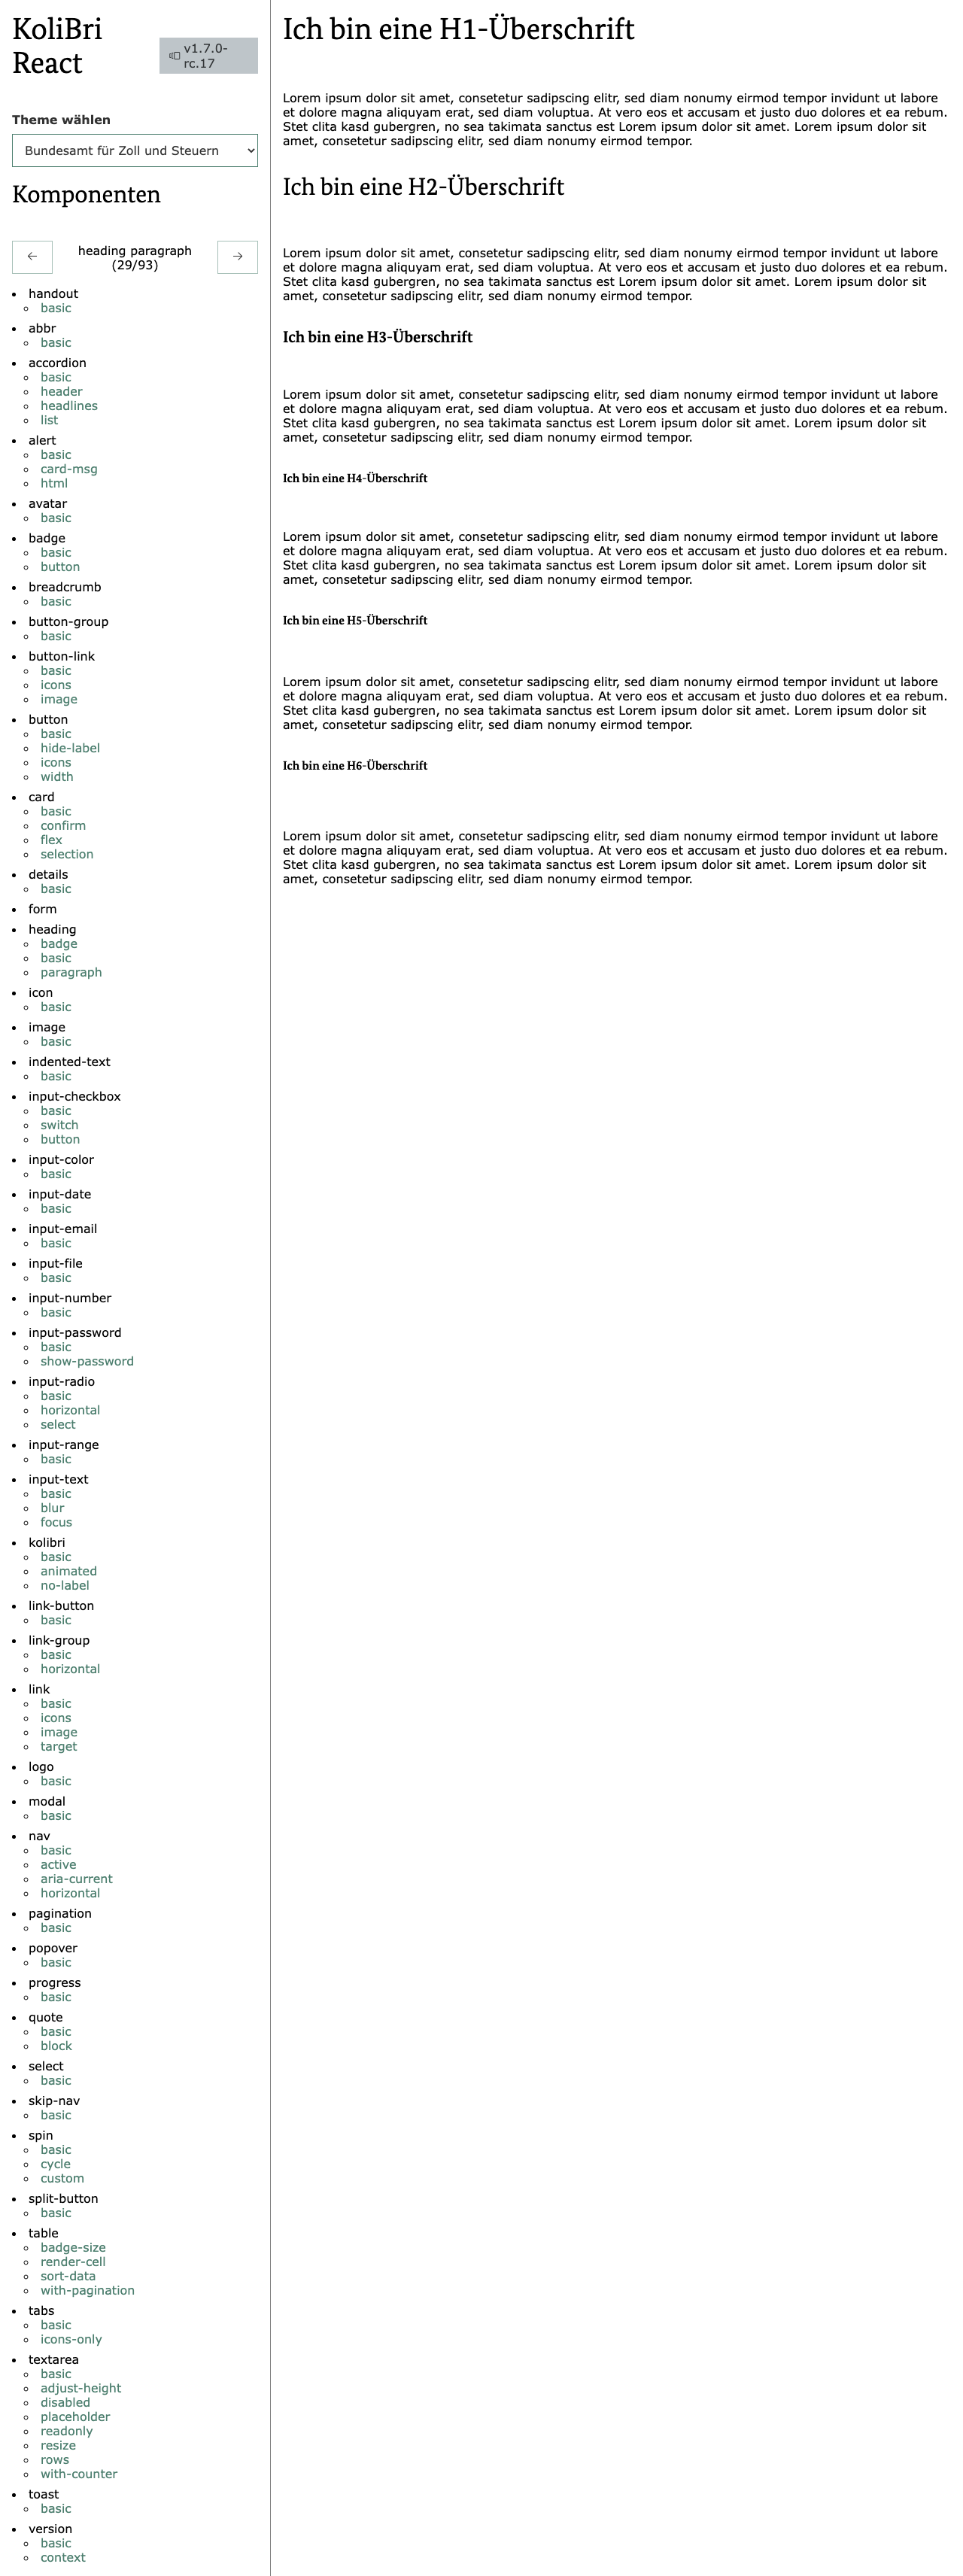 KoliBri
React
v1.7.0-
rc.17
Theme wählen
Bundesamt für Zoll und Steuern
Komponenten
←
heading paragraph
(29/93)
→
handout
basic
abbr
basic
accordion
basic
header
headlines
list
alert
basic
card-msg
html
avatar
basic
badge
basic
button
breadcrumb
basic
button-group
basic
button-link
basic
icons
image
button
basic
hide-label
icons
width
card
basic
confirm
flex
selection
details
basic
form
heading
badge
basic
paragraph
icon
basic
image
basic
indented-text
basic
input-checkbox
basic
switch
button
input-color
basic
input-date
basic
input-email
basic
input-file
basic
input-number
basic
input-password
basic
show-password
input-radio
basic
horizontal
select
input-range
basic
input-text
basic
blur
focus
kolibri
basic
animated
no-label
link-button
basic
link-group
basic
horizontal
link
basic
icons
image
target
logo
basic
modal
basic
nav
basic
active
aria-current
horizontal
pagination
basic
popover
basic
progress
basic
quote
basic
block
select
basic
skip-nav
basic
spin
basic
cycle
custom
split-button
basic
table
badge-size
render-cell
sort-data
with-pagination
tabs
basic
icons-only
textarea
basic
adjust-height
disabled
placeholder
readonly
resize
rows
with-counter
toast
basic
version
basic
context
Ich bin eine H1-Überschrift
Lorem ipsum dolor sit amet, consetetur sadipscing elitr, sed diam nonumy eirmod tempor invidunt ut labore
et dolore magna aliquyam erat, sed diam voluptua. At vero eos et accusam et justo duo dolores et ea rebum.
Stet clita kasd gubergren, no sea takimata sanctus est Lorem ipsum dolor sit amet. Lorem ipsum dolor sit
amet, consetetur sadipscing elitr, sed diam nonumy eirmod tempor.
Ich bin eine H2-Überschrift
Lorem ipsum dolor sit amet, consetetur sadipscing elitr, sed diam nonumy eirmod tempor invidunt ut labore
et dolore magna aliquyam erat, sed diam voluptua. At vero eos et accusam et justo duo dolores et ea rebum.
Stet clita kasd gubergren, no sea takimata sanctus est Lorem ipsum dolor sit amet. Lorem ipsum dolor sit
amet, consetetur sadipscing elitr, sed diam nonumy eirmod tempor.
Ich bin eine H3-Überschrift
Lorem ipsum dolor sit amet, consetetur sadipscing elitr, sed diam nonumy eirmod tempor invidunt ut labore
et dolore magna aliquyam erat, sed diam voluptua. At vero eos et accusam et justo duo dolores et ea rebum.
Stet clita kasd gubergren, no sea takimata sanctus est Lorem ipsum dolor sit amet. Lorem ipsum dolor sit
amet, consetetur sadipscing elitr, sed diam nonumy eirmod tempor.
Ich bin eine H4-Überschrift
Lorem ipsum dolor sit amet, consetetur sadipscing elitr, sed diam nonumy eirmod tempor invidunt ut labore
et dolore magna aliquyam erat, sed diam voluptua. At vero eos et accusam et justo duo dolores et ea rebum.
Stet clita kasd gubergren, no sea takimata sanctus est Lorem ipsum dolor sit amet. Lorem ipsum dolor sit
amet, consetetur sadipscing elitr, sed diam nonumy eirmod tempor.
Ich bin eine H5-Überschrift
Lorem ipsum dolor sit amet, consetetur sadipscing elitr, sed diam nonumy eirmod tempor invidunt ut labore
et dolore magna aliquyam erat, sed diam voluptua. At vero eos et accusam et justo duo dolores et ea rebum.
Stet clita kasd gubergren, no sea takimata sanctus est Lorem ipsum dolor sit amet. Lorem ipsum dolor sit
amet, consetetur sadipscing elitr, sed diam nonumy eirmod tempor.
Ich bin eine H6-Überschrift
Lorem ipsum dolor sit amet, consetetur sadipscing elitr, sed diam nonumy eirmod tempor invidunt ut labore
et dolore magna aliquyam erat, sed diam voluptua. At vero eos et accusam et justo duo dolores et ea rebum.
Stet clita kasd gubergren, no sea takimata sanctus est Lorem ipsum dolor sit amet. Lorem ipsum dolor sit
amet, consetetur sadipscing elitr, sed diam nonumy eirmod tempor.